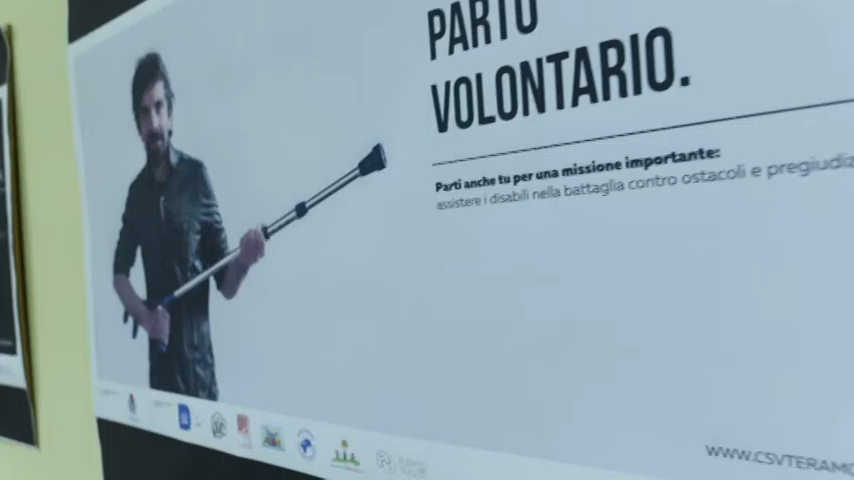 PARTO
VOLONTARIO.
Parti anche tu per una missione importante:
assistere i disabili nella battaglia contro ostacoli e pregiudiz
WWW.CSVTERAMO